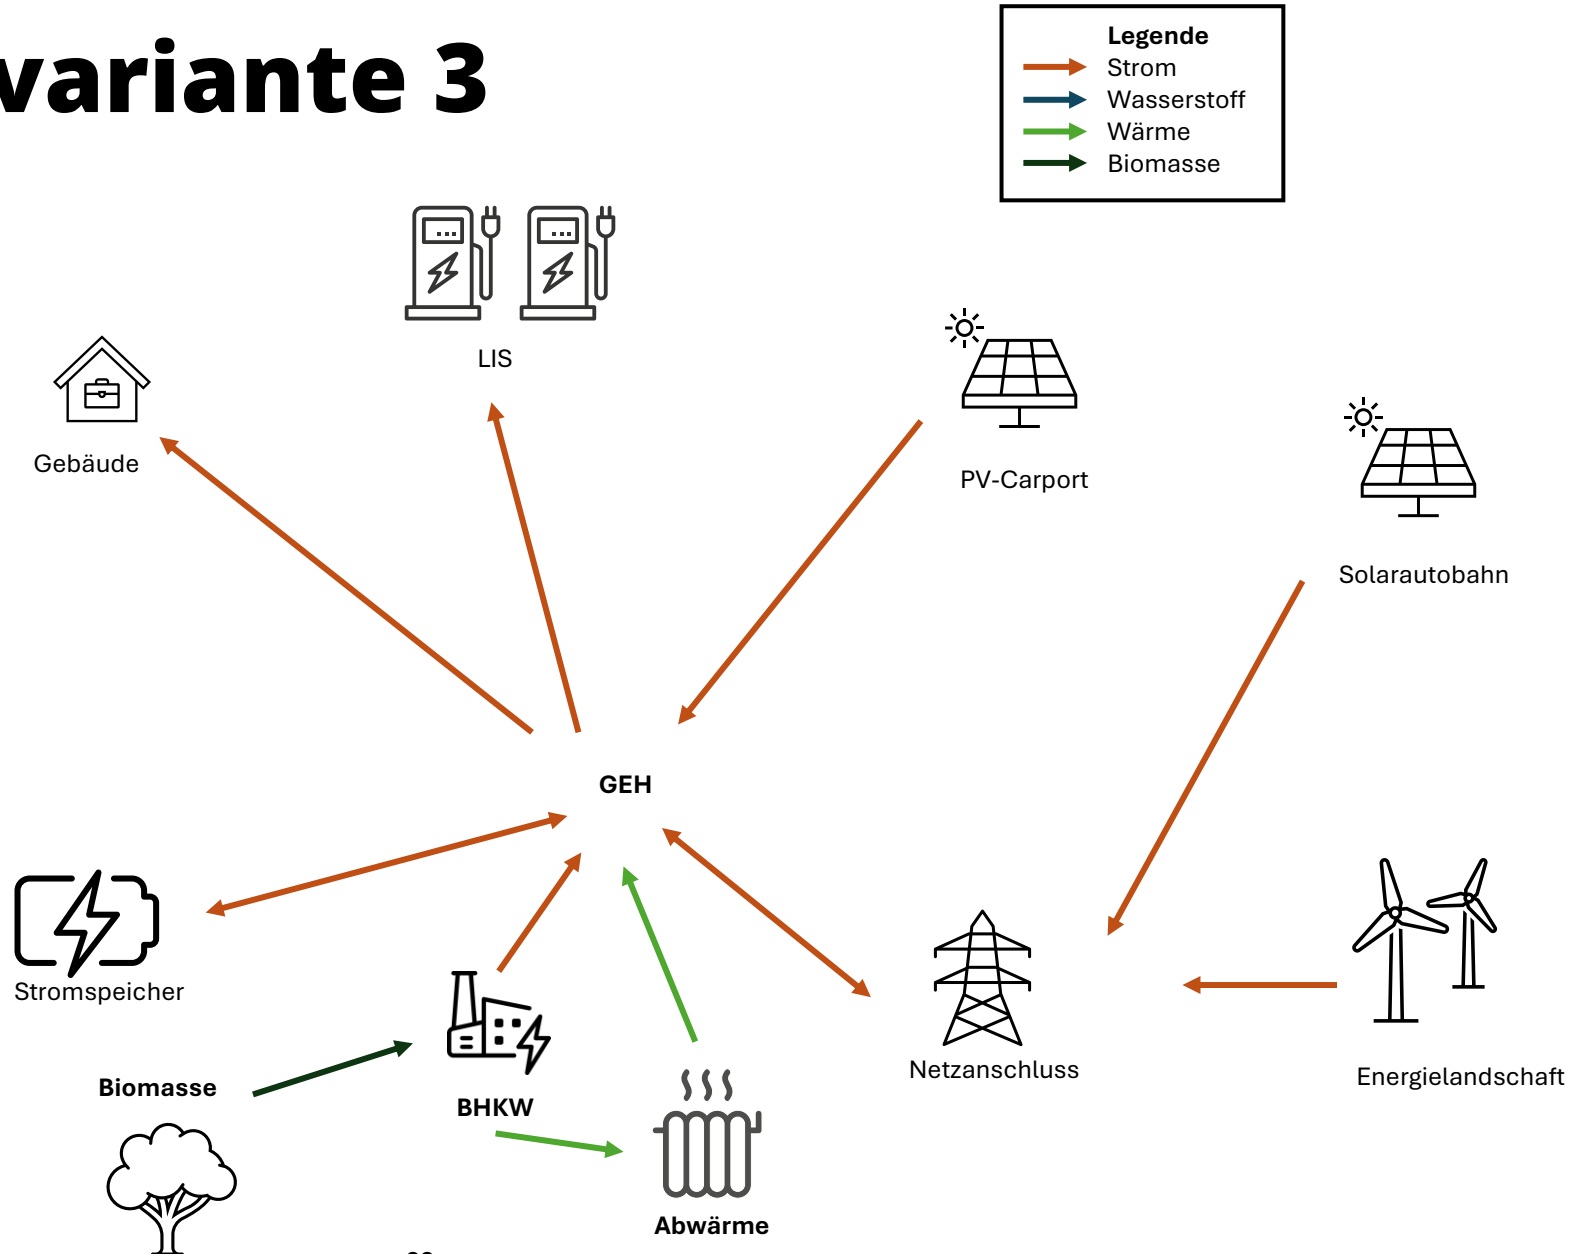 variante 3
Legende
Strom
Wasserstoff
Wärme
Biomasse
LIS
Gebäude
PV-Carport
Solarautobahn
GEH
Stromspeicher
Netzanschluss
Energielandschaft
Biomasse
BHKW
Abwärme